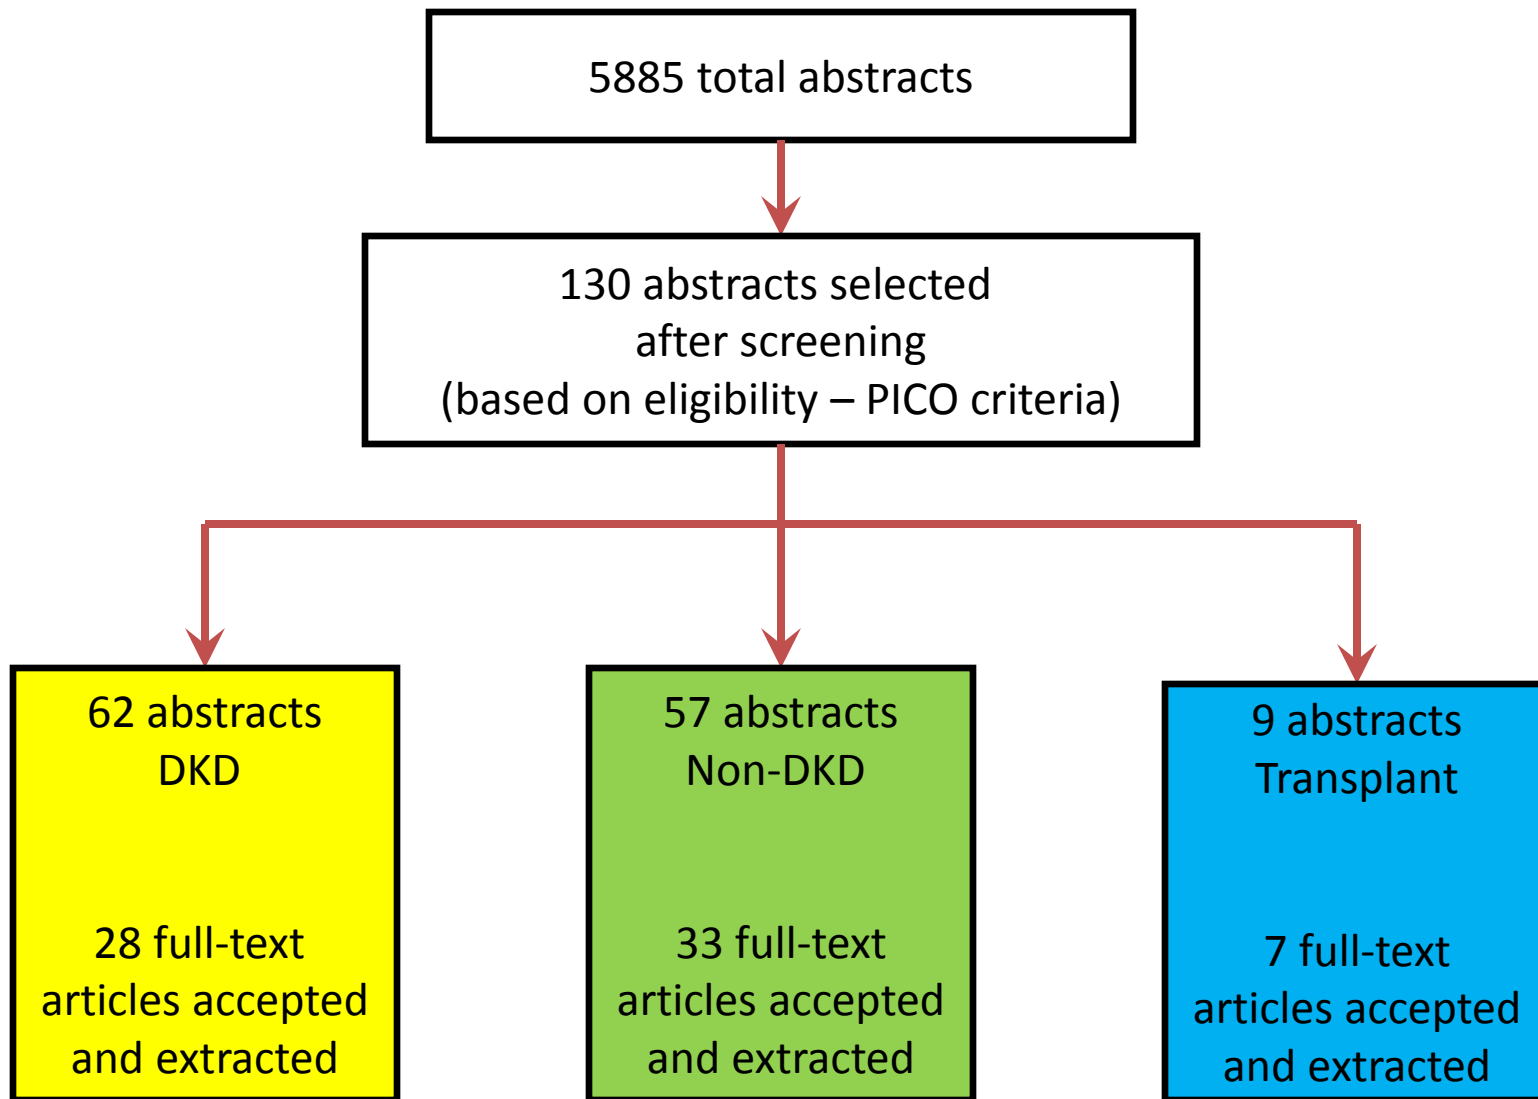 5885 total abstracts
130 abstracts selected
after screening
(based on eligibility – PICO criteria)
62 abstracts
DKD
28 full-text
articles accepted
and extracted
57 abstracts
Non-DKD
33 full-text
articles accepted
and extracted
9 abstracts
Transplant
7 full-text
articles accepted
and extracted